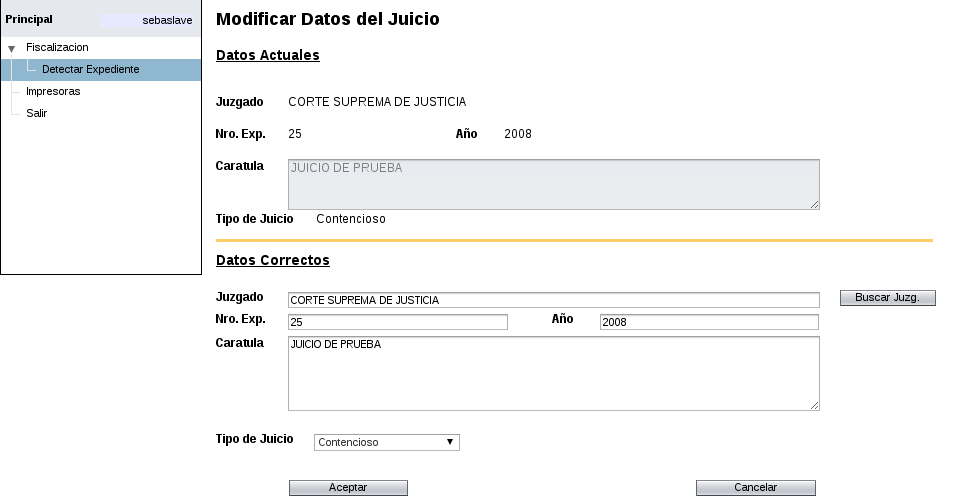 Principal sebaslave
Fiscalizacion
Detectar Expediente
Impresoras
Salir
Modificar Datos del Juicio
Datos Actuales
Juzgado CORTE SUPREMA DE JUSTICIA
Nro. Exp. 25 Año 2008
Caratula JUICIO DE PRUEBA
Tipo de Juicio Contencioso
Datos Correctos
Juzgado CORTE SUPREMA DE JUSTICIA Buscar Juzg.
Nro. Exp. 25 Año 2008
Caratula JUICIO DE PRUEBA
Tipo de Juicio Contencioso
Aceptar Cancelar